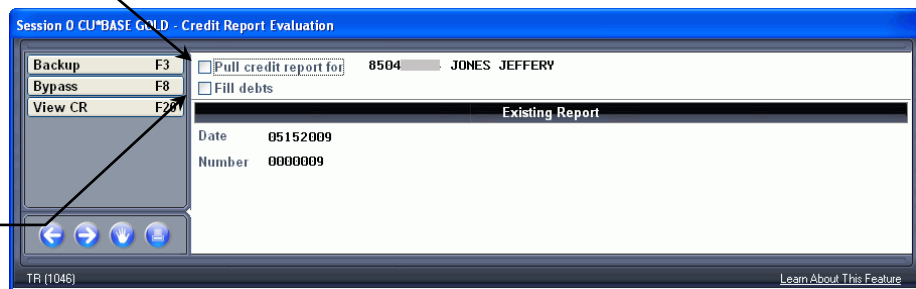 Session 0 CU*BASE GOLD - Credit Report Evaluation
Backup F3
Bypass F8
View CR F20
Pull credit report for 8504 JONES JEFFERY
Fill debts
Existing Report
Date 05152009
Number 0000009
TR (1046)
Learn About This Feature